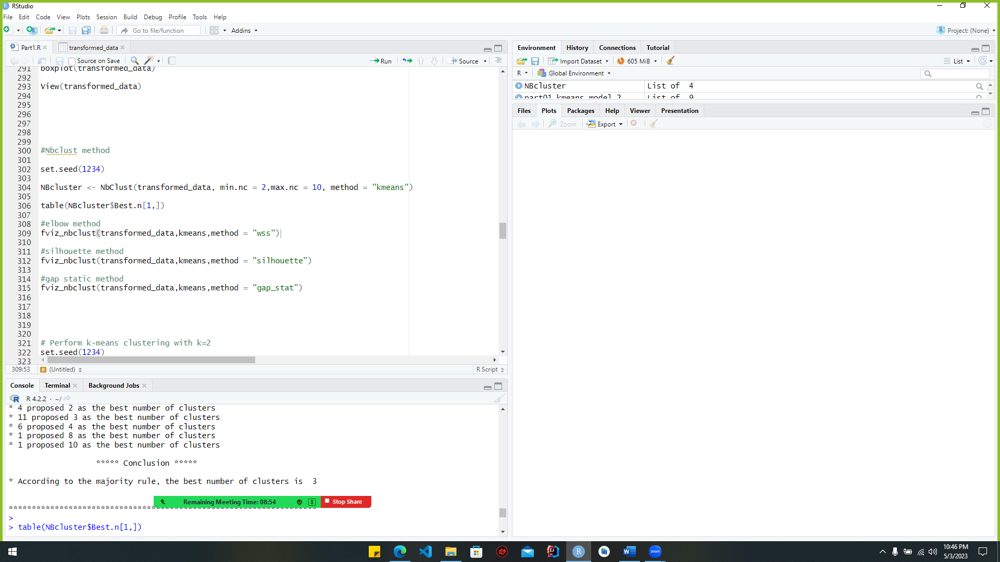 RStudio
File Edit Code View Plots Session Build Debug Profile Tools Help
Go to file/function Addins Project: (None)
Part1.R transformed_data
Source on Save Run Source
291 boxplot(transformed_data)
292
293 View(transformed_data)
294
295
296
297
298
299
300 #Nbclust method
301
302 set.seed(1234)
303
304 NBcluster <- NbClust(transformed_data, min.nc = 2,max.nc = 10, method = "kmeans")
305
306 table(NBcluster$Best.n[1,])
307
308 #elbow method
309 fviz_nbclust(transformed_data,kmeans,method = "wss")
310
311 #silhouette method
312 fviz_nbclust(transformed_data,kmeans,method = "silhouette")
313
314 #gap static method
315 fviz_nbclust(transformed_data,kmeans,method = "gap_stat")
316
317
318
319
320
321 # Perform k-means clustering with k=2
322 set.seed(1234)
323
309:53 # (Untitled) R Script
Console Terminal Background Jobs
R 4.2.2 · ~/
* 4 proposed 2 as the best number of clusters
* 11 proposed 3 as the best number of clusters
* 6 proposed 4 as the best number of clusters
* 1 proposed 8 as the best number of clusters
* 1 proposed 10 as the best number of clusters
***** Conclusion *****
* According to the majority rule, the best number of clusters is 3
Remaining Meeting Time: 08:54 Stop Share
>
> table(NBcluster$Best.n[1,])
Environment History Connections Tutorial
Import Dataset 605 MiB List
R Global Environment
NBcluster List of 4
part01_kmeans_model_2 List of 9
Files Plots Packages Help Viewer Presentation
Zoom Export
zoom
10:46 PM
5/3/2023